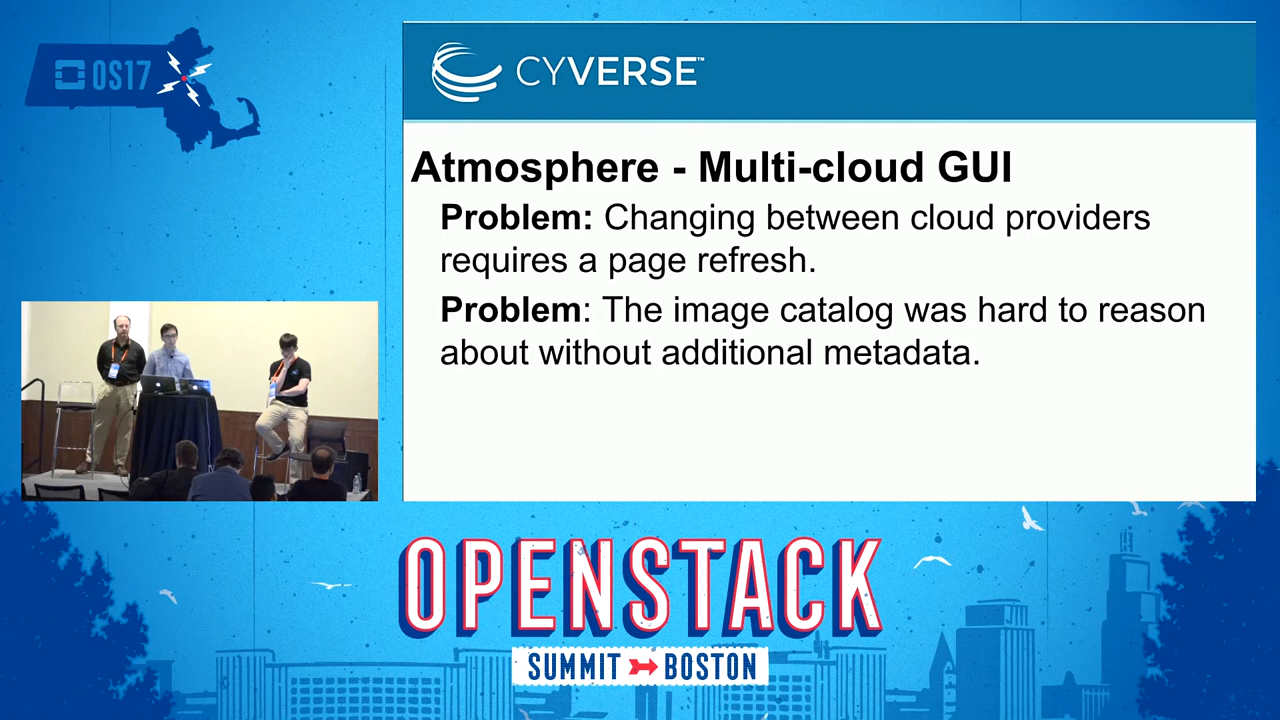 OS17
CYVERSE™
Atmosphere - Multi-cloud GUI
Problem: Changing between cloud providers
requires a page refresh.
Problem: The image catalog was hard to reason
about without additional metadata.
OPENSTACK
SUMMIT BOSTON